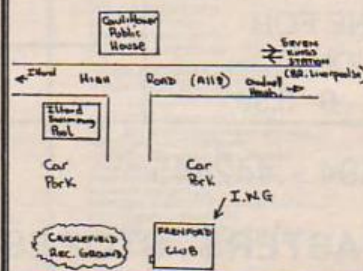 Cauliflower
Public
House
SEVEN
KINGS
STATION
(BR. Liverpool St)
Ilford
HIGH ROAD (A118)
Chadwell
Heath
Ilford
Swimming
Pool
Car
Park
Car
Park
I.N.G
CRICKLEFIELD
REC. GROUND
FRENFORD
CLUB